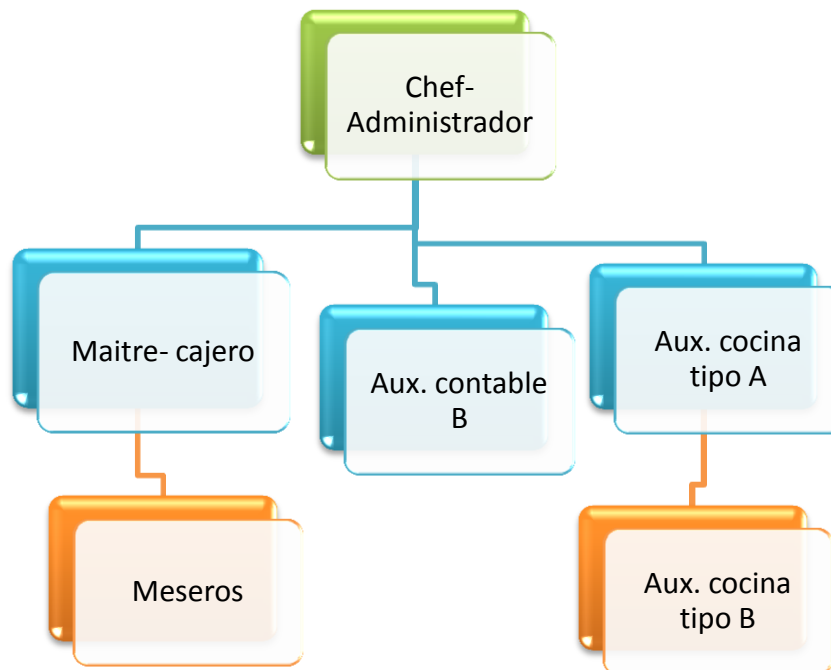 Chef-
Administrador
Maitre- cajero
Aux. contable
B
Aux. cocina
tipo A
Meseros
Aux. cocina
tipo B